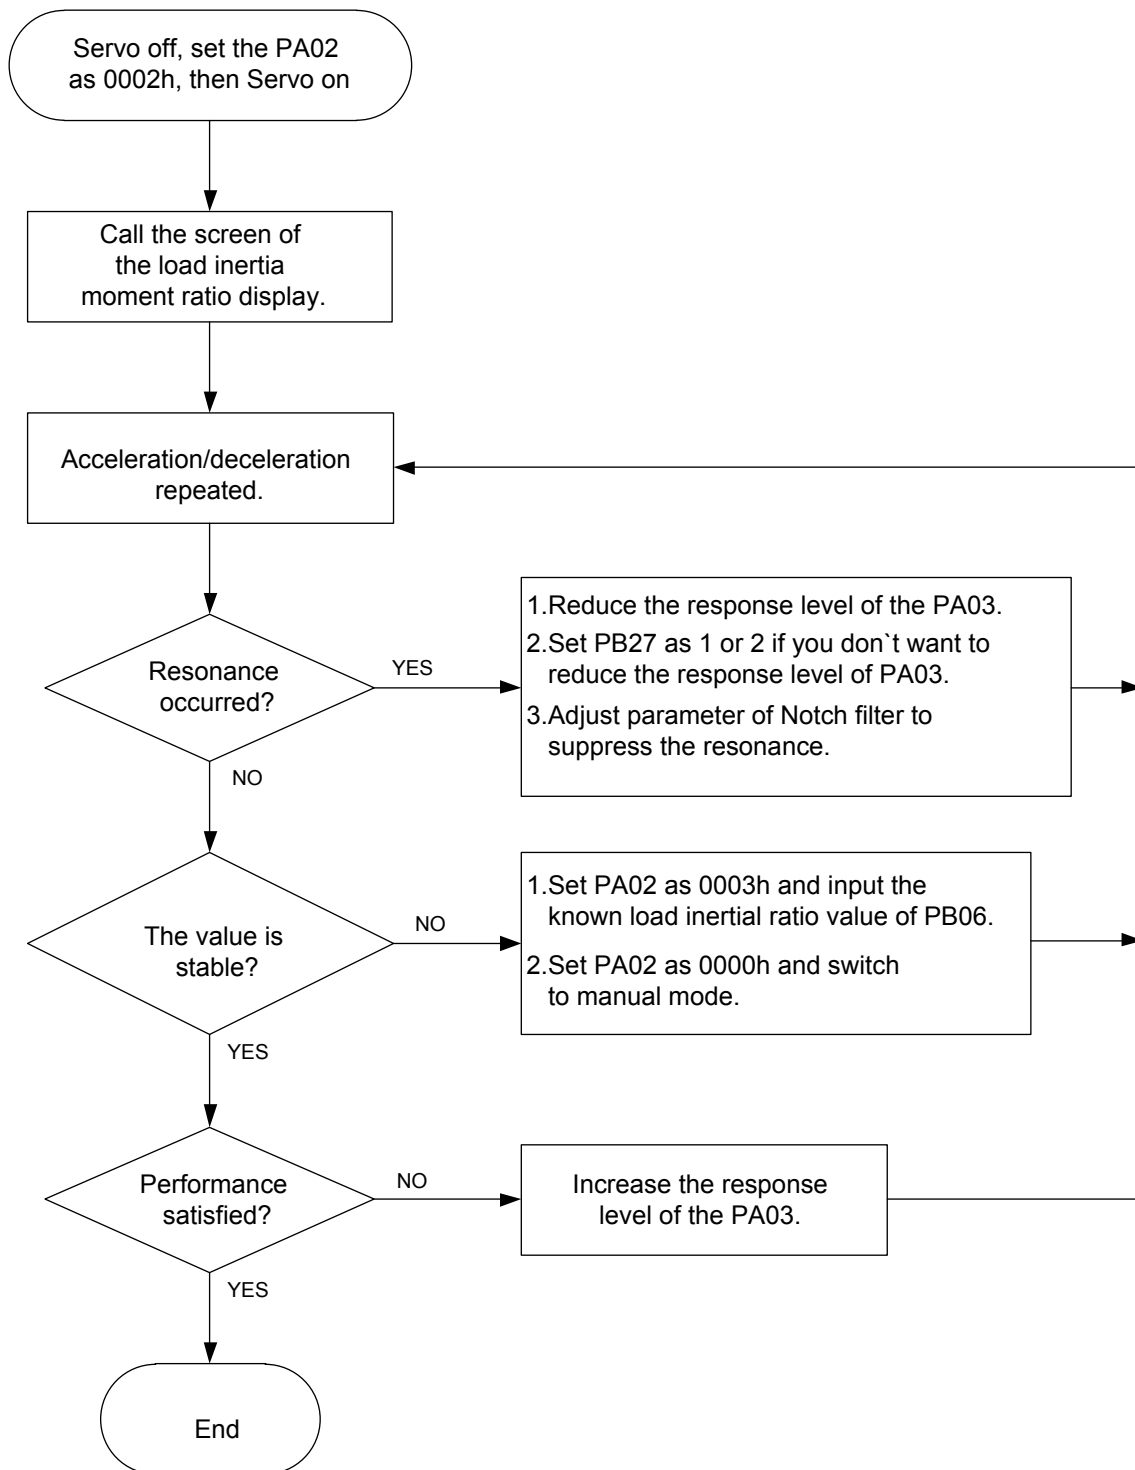 Servo off, set the PA02
as 0002h, then Servo on
Call the screen of
the load inertia
moment ratio display.
Acceleration/deceleration
repeated.
Resonance
occurred?
YES
1.Reduce the response level of the PA03.
2.Set PB27 as 1 or 2 if you don`t want to
reduce the response level of PA03.
3.Adjust parameter of Notch filter to
suppress the resonance.
NO
The value is
stable?
NO
1.Set PA02 as 0003h and input the
known load inertial ratio value of PB06.
2.Set PA02 as 0000h and switch
to manual mode.
YES
Performance
satisfied?
NO
Increase the response
level of the PA03.
YES
End